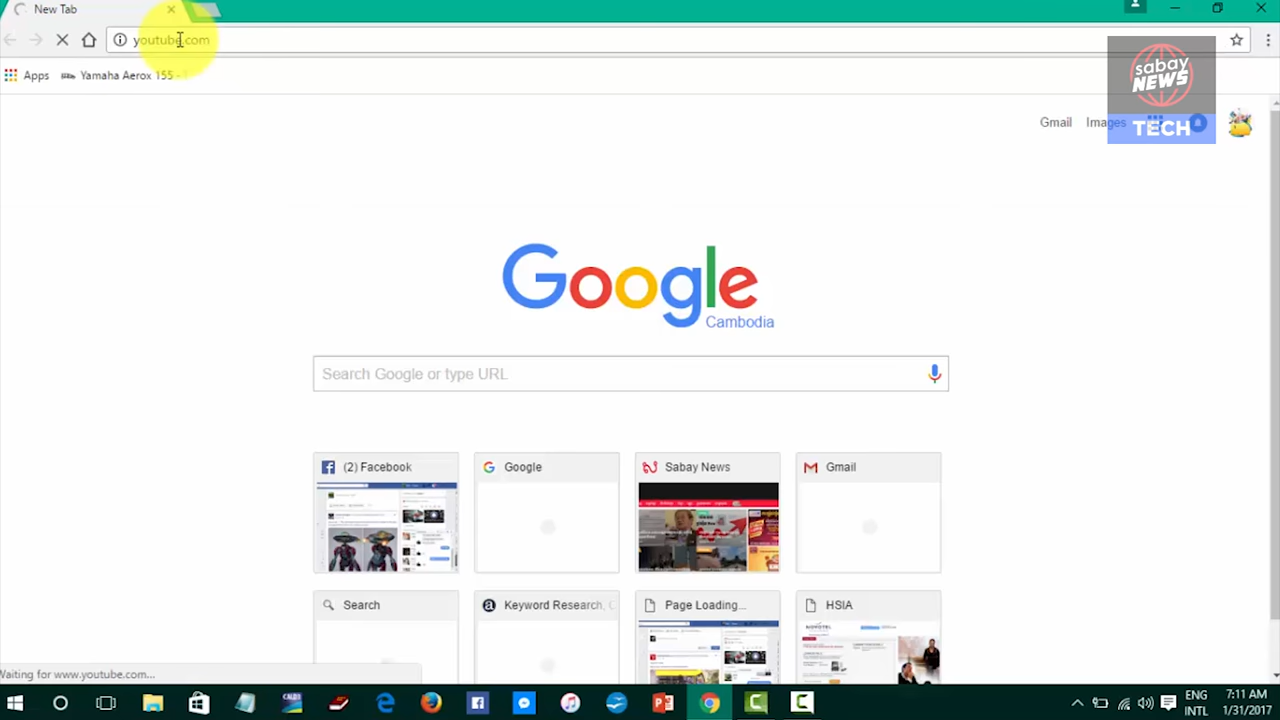 New Tab
youtube.com
Apps
Yamaha Aerox 155 -
sabay
NEWS
TECH
Gmail
Images
Google
Cambodia
Search Google or type URL
(2) Facebook
Google
Sabay News
Gmail
Search
Keyword Research,
Page Loading...
HSIA
NOVOTEL
Waiting for www.youtube.com...
ENG
INTL
7:11 AM
1/31/2017